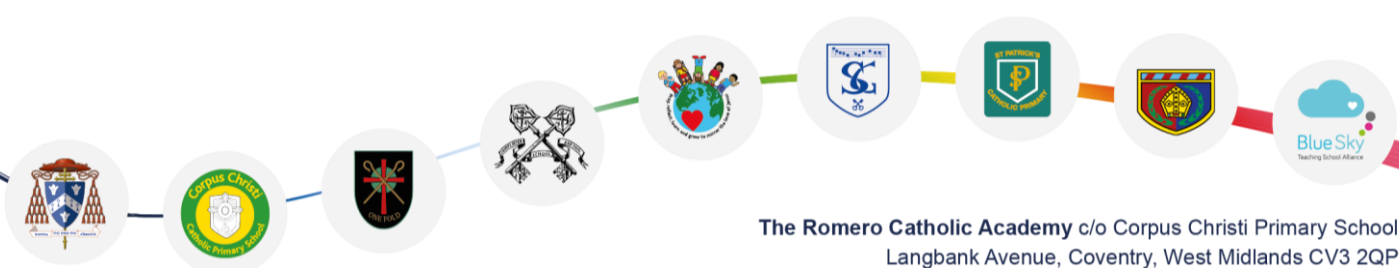 Corpus Christi
Catholic Primary School
ONE FOLD
ST PATRICK'S
CATHOLIC PRIMARY
Blue Sky
Teaching School Alliance
The Romero Catholic Academy c/o Corpus Christi Primary School
Langbank Avenue, Coventry, West Midlands CV3 2QP